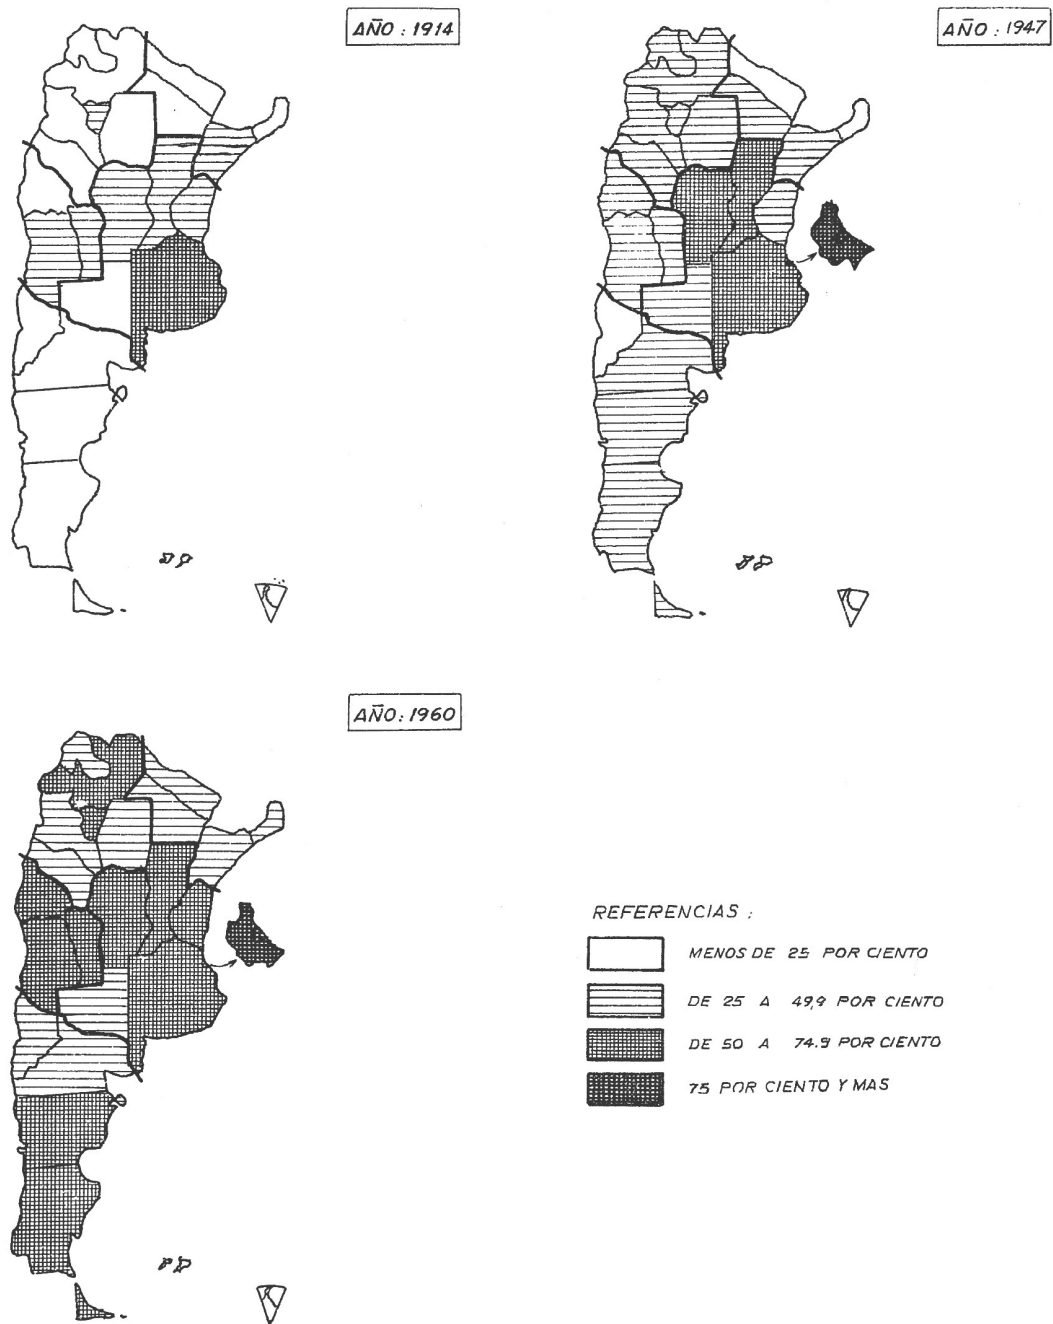 AÑO : 1914
AÑO : 1947
AÑO : 1960
REFERENCIAS :
MENOS DE 25 POR CIENTO
DE 25 A 49,9 POR CIENTO
DE 50 A 74.9 POR CIENTO
75 POR CIENTO Y MAS